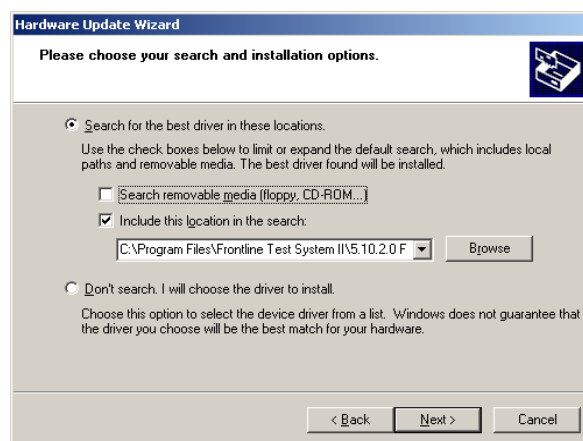 Hardware Update Wizard
Please choose your search and installation options.
Search for the best driver in these locations.
Use the check boxes below to limit or expand the default search, which includes local
paths and removable media. The best driver found will be installed.
Search removable media (floppy, CD-ROM...)
Include this location in the search:
C:\Program Files\Frontline Test System II\5.10.2.0 F
Browse
Don't search. I will choose the driver to install.
Choose this option to select the device driver from a list. Windows does not guarantee that
the driver you choose will be the best match for your hardware.
< Back Next > Cancel